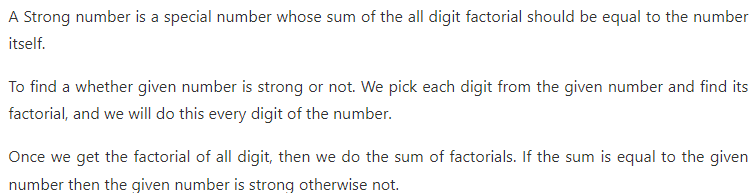 A Strong number is a special number whose sum of the all digit factorial should be equal to the number
itself.
To find a whether given number is strong or not. We pick each digit from the given number and find its
factorial, and we will do this every digit of the number.
Once we get the factorial of all digit, then we do the sum of factorials. If the sum is equal to the given
number then the given number is strong otherwise not.